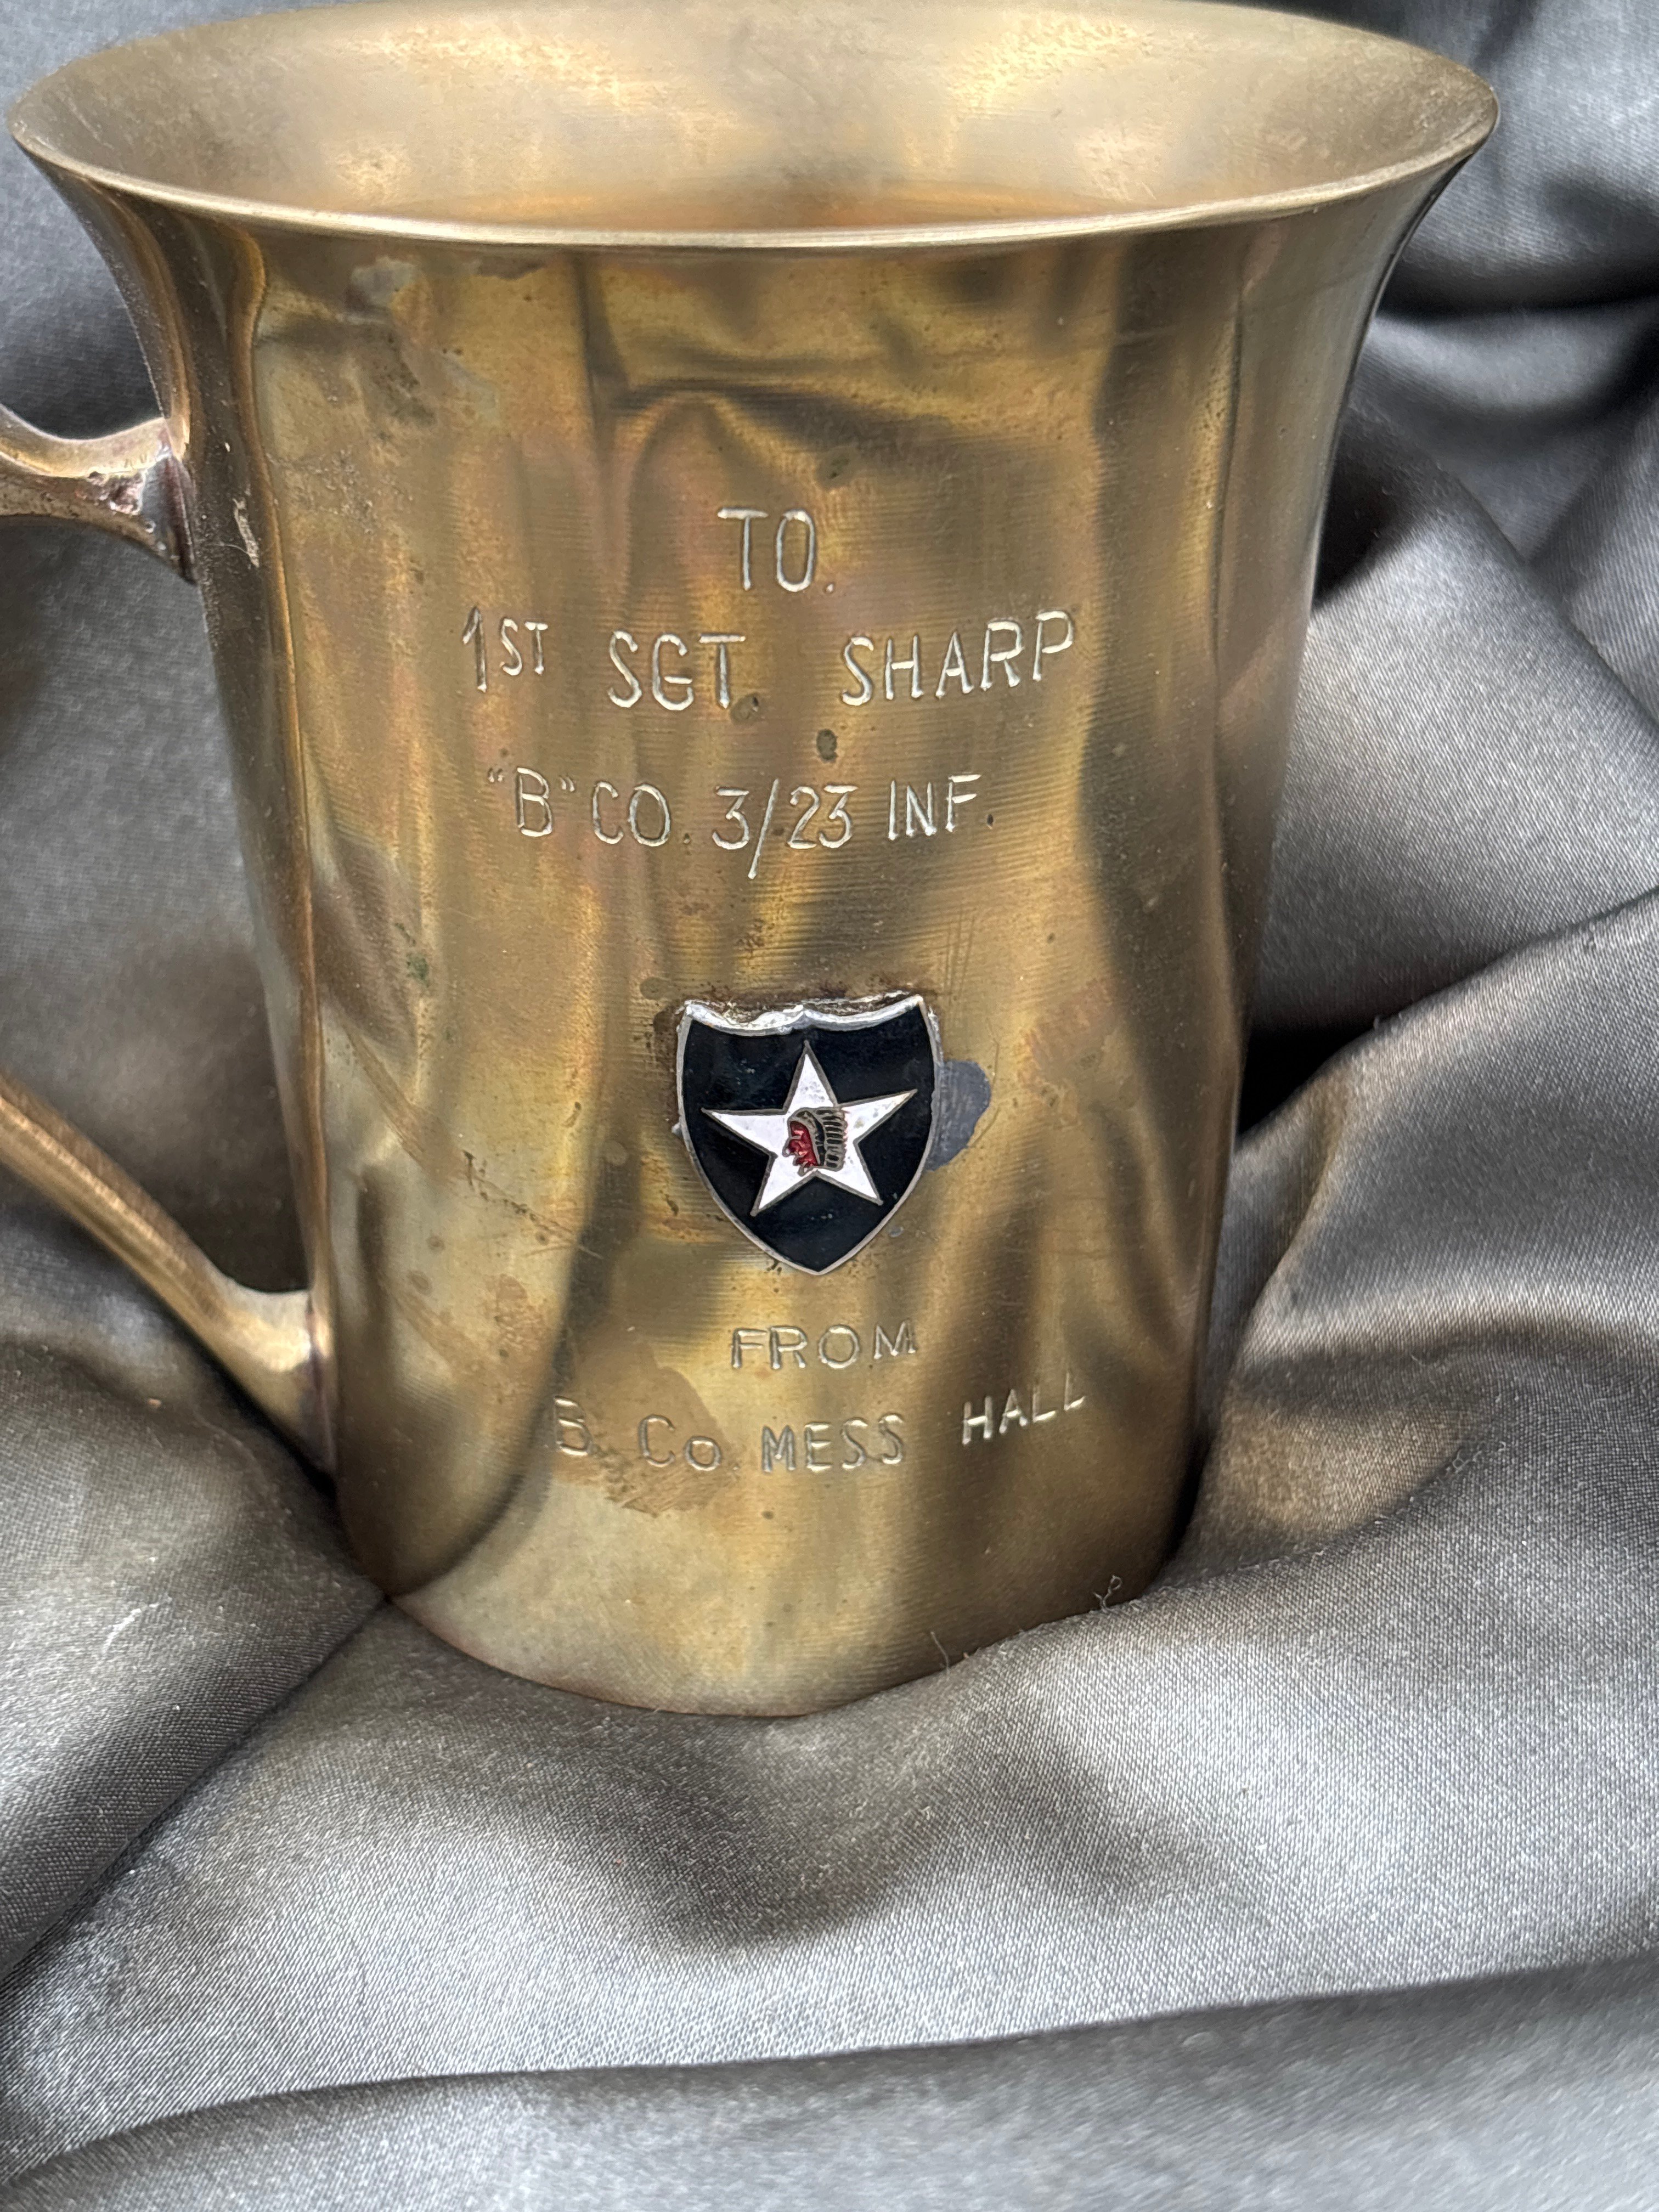 TO.
1ST SGT. SHARP
"B" CO. 3/23 INF.
FROM
B. Co. MESS HALL